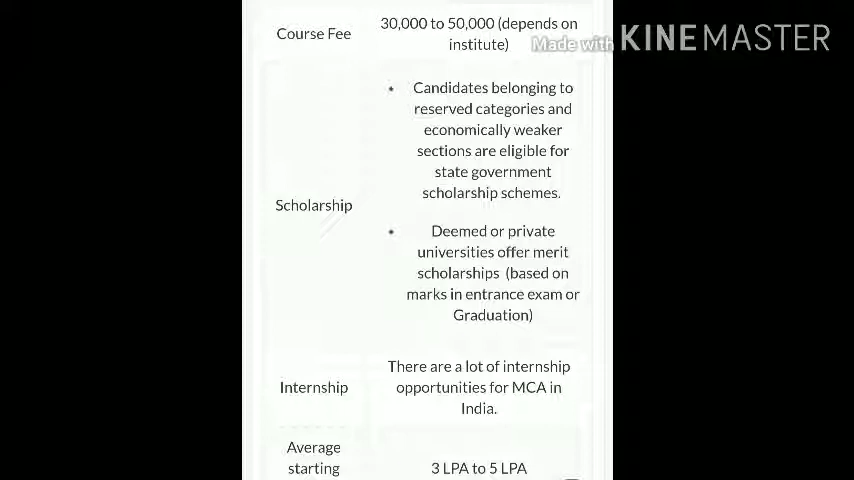 Course Fee
30,000 to 50,000 (depends on
institute)
Made with KINEMASTER
Scholarship
• Candidates belonging to
reserved categories and
economically weaker
sections are eligible for
state government
scholarship schemes.
• Deemed or private
universities offer merit
scholarships (based on
marks in entrance exam or
Graduation)
Internship
There are a lot of internship
opportunities for MCA in
India.
Average
starting
3 LPA to 5 LPA